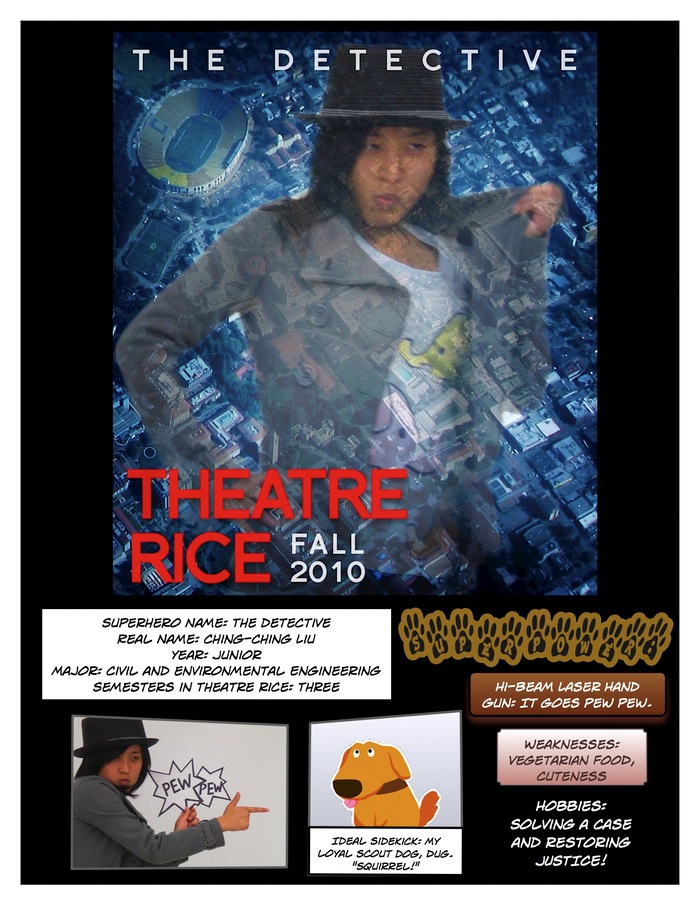 THE DETECTIVE
THEATRE
RICE FALL
2010
SUPERHERO NAME: THE DETECTIVE
REAL NAME: CHING-CHING LIU
YEAR: JUNIOR
MAJOR: CIVIL AND ENVIRONMENTAL ENGINEERING
SEMESTERS IN THEATRE RICE: THREE
SUPERPOWERS
HI-BEAM LASER HAND
GUN: IT GOES PEW PEW.
WEAKNESSES:
VEGETARIAN FOOD,
CUTENESS
HOBBIES:
SOLVING A CASE
AND RESTORING
JUSTICE!
PEW PEW
IDEAL SIDEKICK: MY
LOYAL SCOUT DOG, DUG.
"SQUIRREL!"